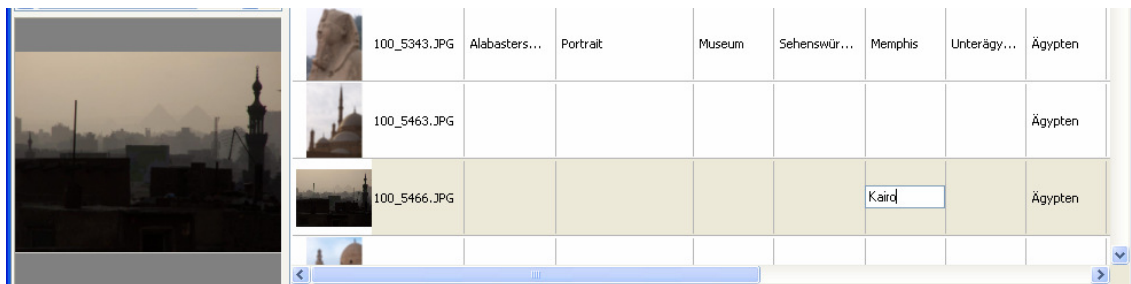 100_5343.JPG Alabasters... Portrait Museum Sehenswür... Memphis Unterägy... Ägypten
100_5463.JPG Ägypten
100_5466.JPG Kairo Ägypten